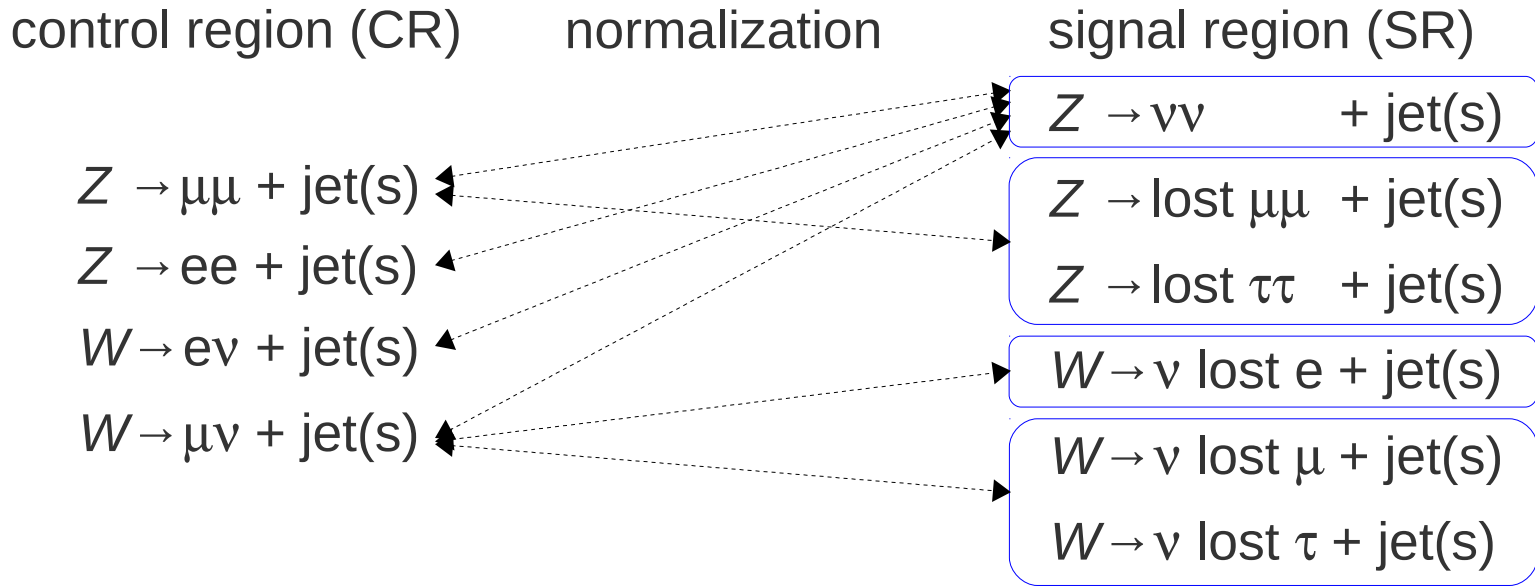 control region (CR) normalization signal region (SR)
Z → νν + jet(s)
Z → μμ + jet(s)
Z → lost μμ + jet(s)
Z → ee + jet(s)
Z → lost ττ + jet(s)
W → eν + jet(s)
W → ν lost e + jet(s)
W → μν + jet(s)
W → ν lost μ + jet(s)
W → ν lost τ + jet(s)